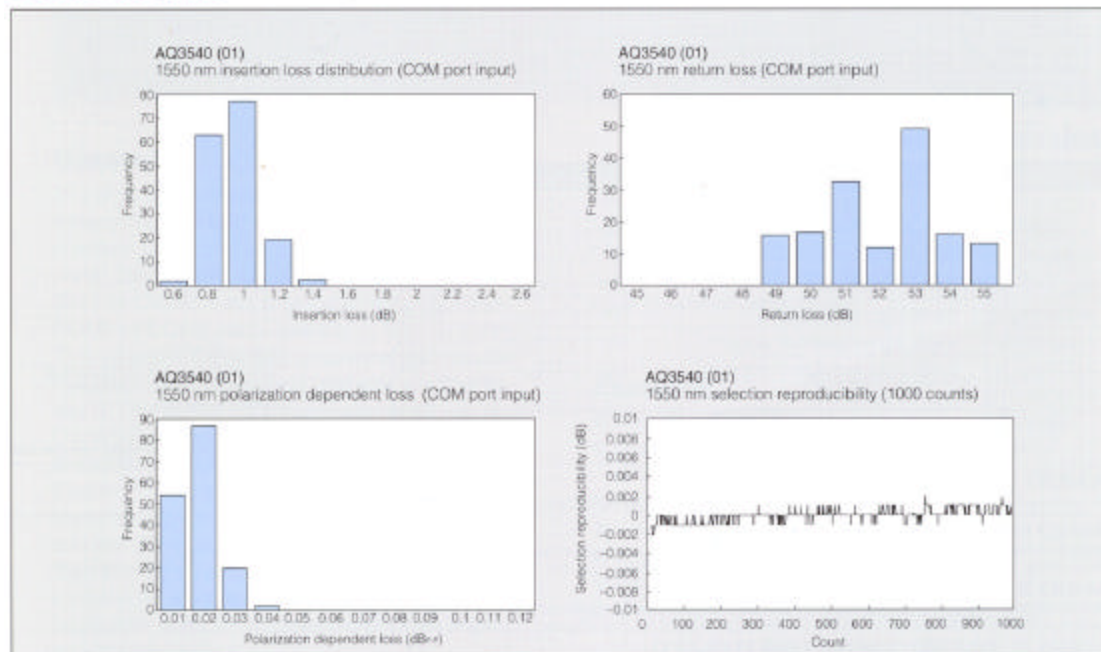 AQ3540 (01)
1550 nm insertion loss distribution (COM port input)
80
70
60
50
40
30
20
10
0
Frequency
0.6 0.8 1 1.2 1.4 1.6 1.8 2 2.2 2.4 2.6
Insertion loss (dB)
AQ3540 (01)
1550 nm return loss (COM port input)
60
50
40
30
20
10
0
Frequency
45 46 47 48 49 50 51 52 53 54 55
Return loss (dB)
AQ3540 (01)
1550 nm polarization dependent loss (COM port input)
90
80
70
60
50
40
30
20
10
0
Frequency
0.01 0.02 0.03 0.04 0.05 0.06 0.07 0.08 0.09 0.1 0.11 0.12
Polarization dependent loss
AQ3540 (01)
1550 nm selection reproducibility (1000 counts)
0.01
0.008
0.006
0.004
0.002
0
−0.002
−0.004
−0.006
−0.008
−0.01
Selection reproducibility (dB)
0 100 200 300 400 500 600 700 800 900 1000
Count